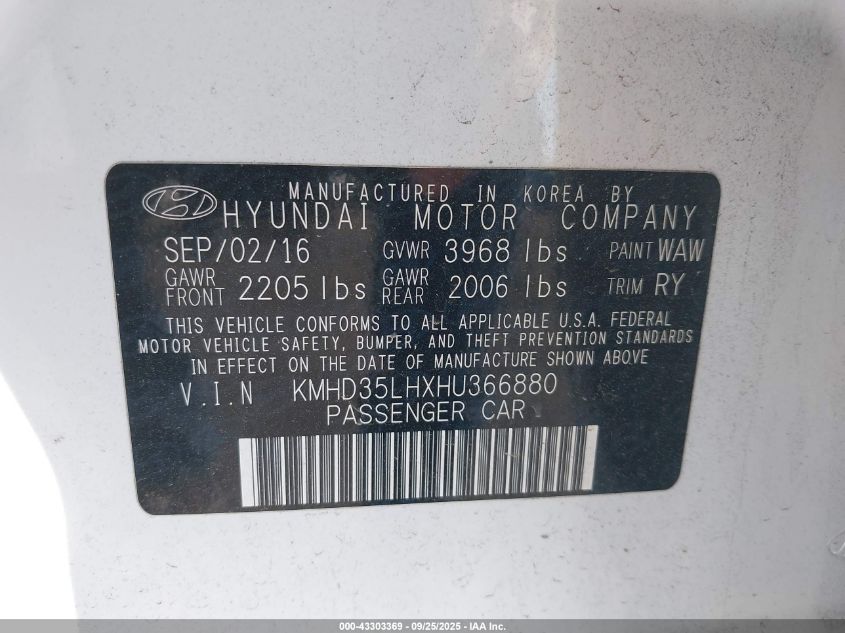 MANUFACTURED IN KOREA BY
HYUNDAI MOTOR COMPANY
SEP/02/16 GVWR 3968 lbs PAINT WAW
GAWR FRONT 2205 lbs GAWR REAR 2006 lbs TRIM RY
THIS VEHICLE CONFORMS TO ALL APPLICABLE U.S.A. FEDERAL
MOTOR VEHICLE SAFETY, BUMPER, AND THEFT PREVENTION STANDARDS
IN EFFECT ON THE DATE OF MANUFACTURE SHOWN ABOVE
V.I.N KMHD35LHXHU366880
PASSENGER CAR
000-43303369 - 09/25/2025 - IAA Inc.